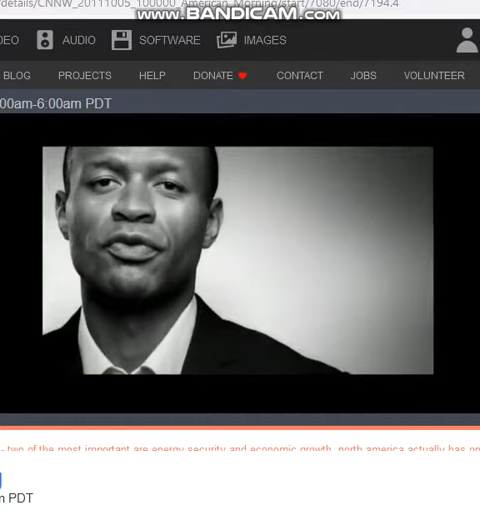 /details/CNNW_20111005_100000_American_Morning/start//7080/end//7194.4
www.BANDICAM.com
DEO AUDIO SOFTWARE IMAGES
BLOG PROJECTS HELP DONATE CONTACT JOBS VOLUNTEER
00am-6:00am PDT
- two of the most important are energy security and economic growth. north america actually has on
m PDT